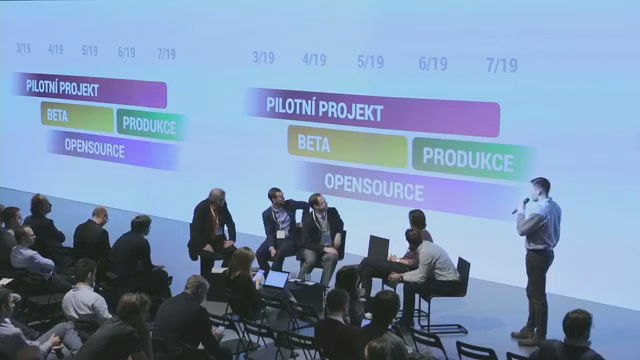 3/19 4/19 5/19 6/19 7/19
PILOTNÍ PROJEKT
BETA PRODUKCE
OPENSOURCE
3/19 4/19 5/19 6/19 7/19
PILOTNÍ PROJEKT
BETA PRODUKCE
OPENSOURCE